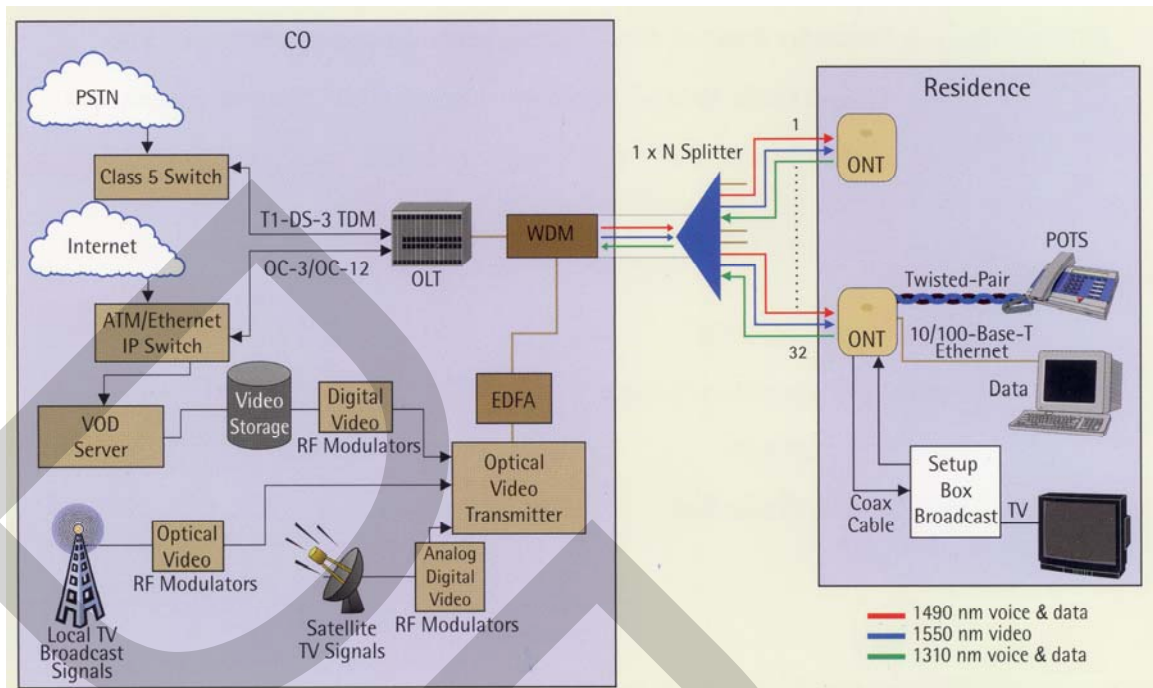 CO
PSTN
Class 5 Switch
Internet
T1-DS-3 TDM
OC-3/OC-12
OLT
WDM
ATM/Ethernet
IP Switch
VOD
Server
Video
Storage
Digital
Video
RF Modulators
EDFA
Optical
Video
Transmitter
Local TV
Broadcast
Signals
Optical
Video
RF Modulators
Satellite
TV Signals
Analog
Digital
Video
RF Modulators
1 x N Splitter
1
32
Residence
ONT
ONT
POTS
Twisted-Pair
10/100-Base-T
Ethernet
Data
Coax
Cable
Setup
Box
Broadcast
TV
1490 nm voice & data
1550 nm video
1310 nm voice & data